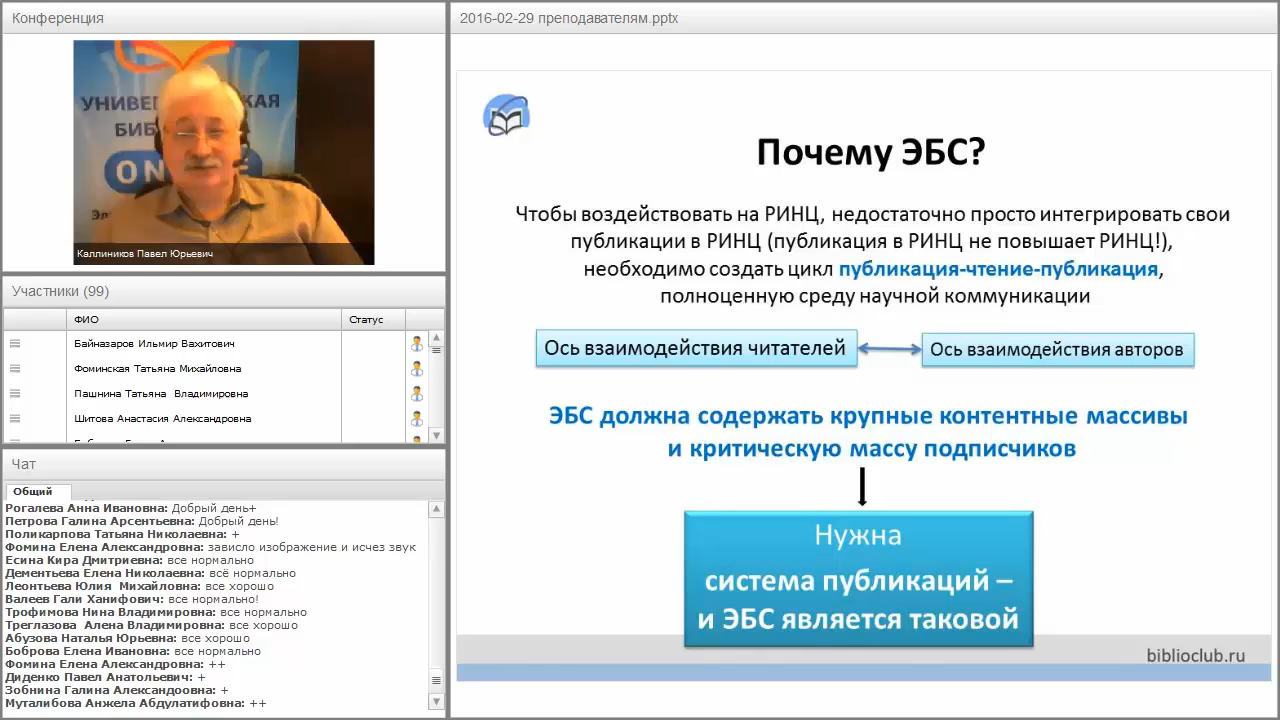 Конференция
УНИВЕ КАЯ
БИБ
ON E
Каллиников Павел Юрьевич
Участники (99)
ФИО
Статус
Байназаров Ильмир Вахитович
Фоминская Татьяна Михайловна
Пашнина Татьяна Владимировна
Шитова Анастасия Александровна
Чат
Общий
Рогалева Анна Ивановна: Добрый день+
Петрова Галина Арсентьевна: Добрый день!
Поликарпова Татьяна Николаевна: +
Фомина Елена Александровна: зависло изображение и исчез звук
Есина Кира Дмитриевна: все нормально
Дементьева Елена Николаевна: всё нормально
Леонтьева Юлия Михайловна: все хорошо
Валеев Гали Ханифович: все нормально!
Трофимова Нина Владимировна: все нормально
Треглазова Алена Владимировна: все хорошо
Абузова Наталья Юрьевна: все хорошо
Боброва Елена Ивановна: все нормально
Фомина Елена Александровна: ++
Диденко Павел Анатольевич: +
Зобнина Галина Александоовна: +
Муталибова Анжела Абдулатифовна: ++
2016-02-29 преподавателям.pptx
Почему ЭБС?
Чтобы воздействовать на РИНЦ, недостаточно просто интегрировать свои
публикации в РИНЦ (публикация в РИНЦ не повышает РИНЦ!),
необходимо создать цикл публикация-чтение-публикация,
полноценную среду научной коммуникации
Ось взаимодействия читателей
Ось взаимодействия авторов
ЭБС должна содержать крупные контентные массивы
и критическую массу подписчиков
Нужна
система публикаций –
и ЭБС является таковой
biblioclub.ru